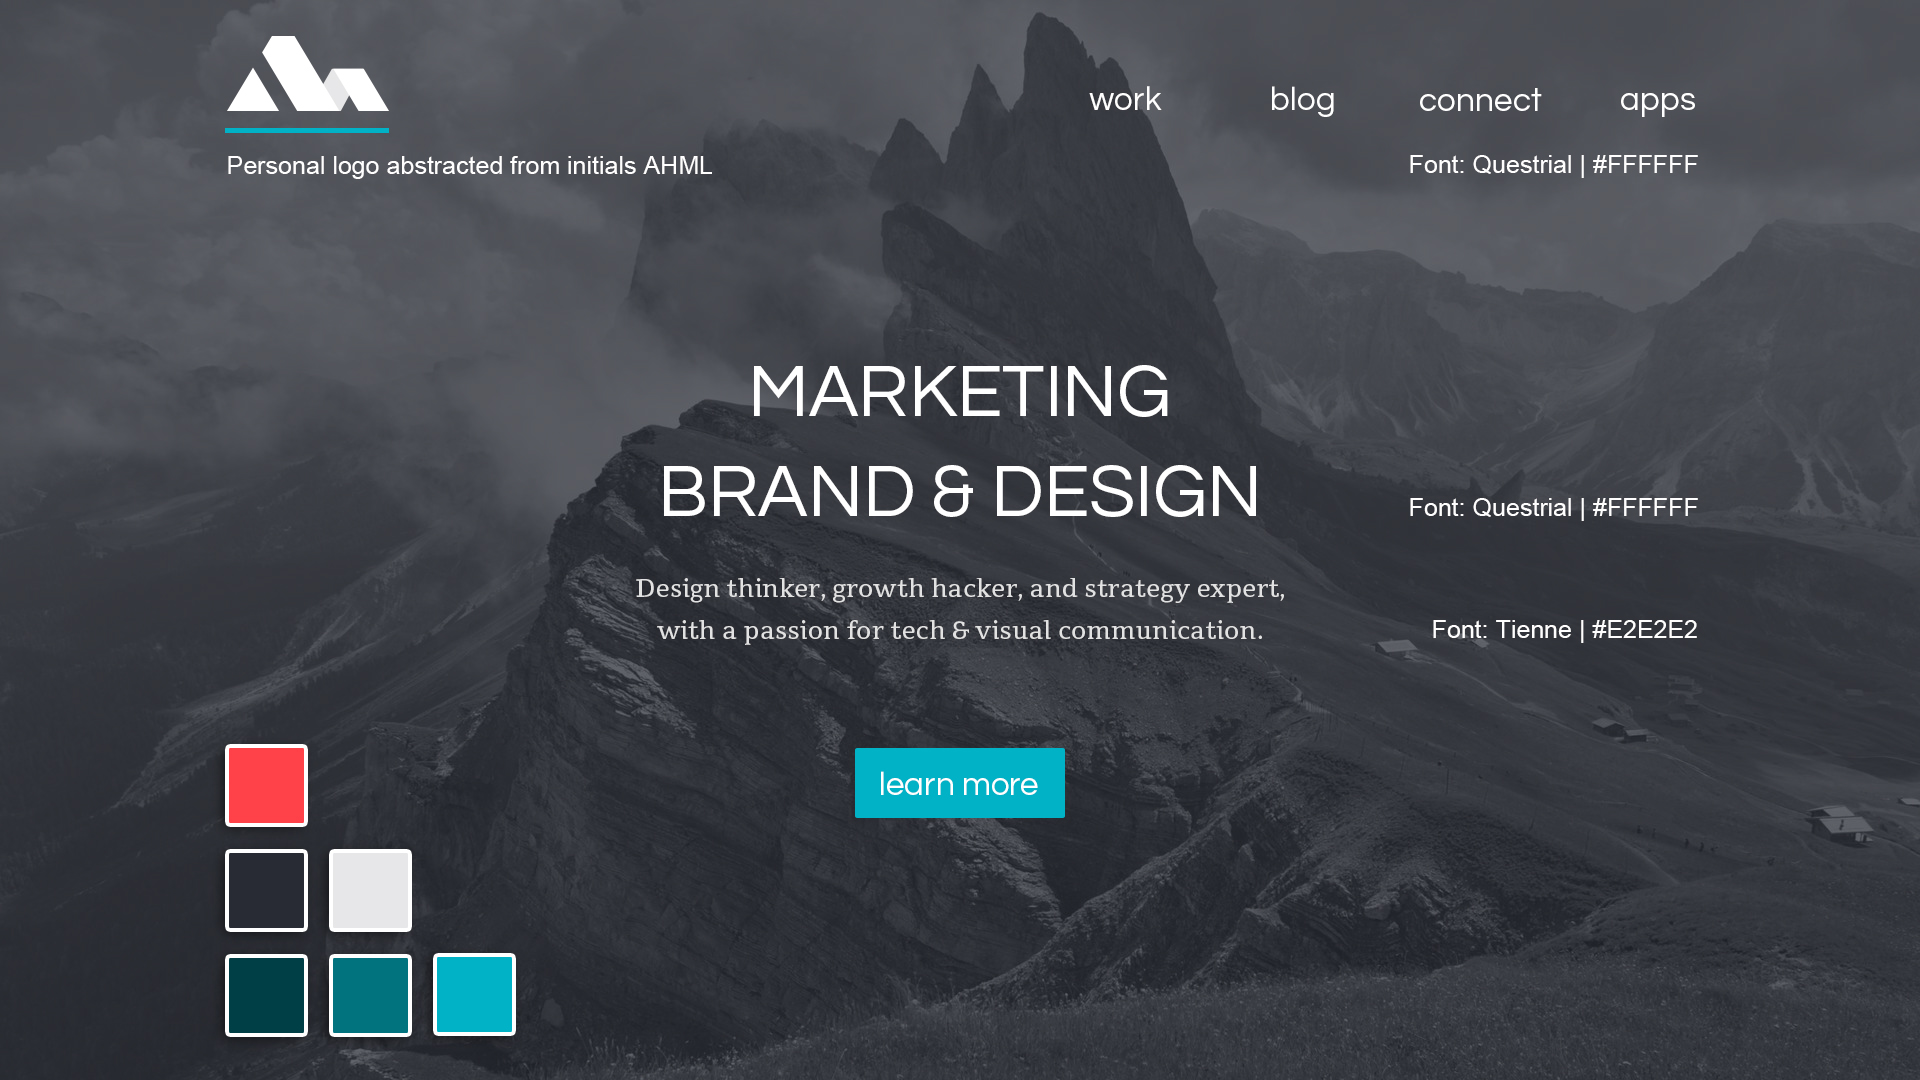 work blog connect apps
Personal logo abstracted from initials AHML
Font: Questrial | #FFFFFF
MARKETING
BRAND & DESIGN
Font: Questrial | #FFFFFF
Design thinker, growth hacker, and strategy expert,
with a passion for tech & visual communication.
Font: Tienne | #E2E2E2
learn more